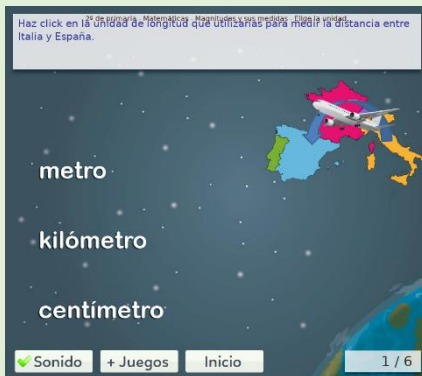 2º de primaria - Matemáticas - Magnitudes y sus medidas - Elige la unidad
Haz click en la unidad de longitud que utilizarías para medir la distancia entre
Italia y España.
metro
kilómetro
centímetro
Sonido
+ Juegos
Inicio
1 / 6